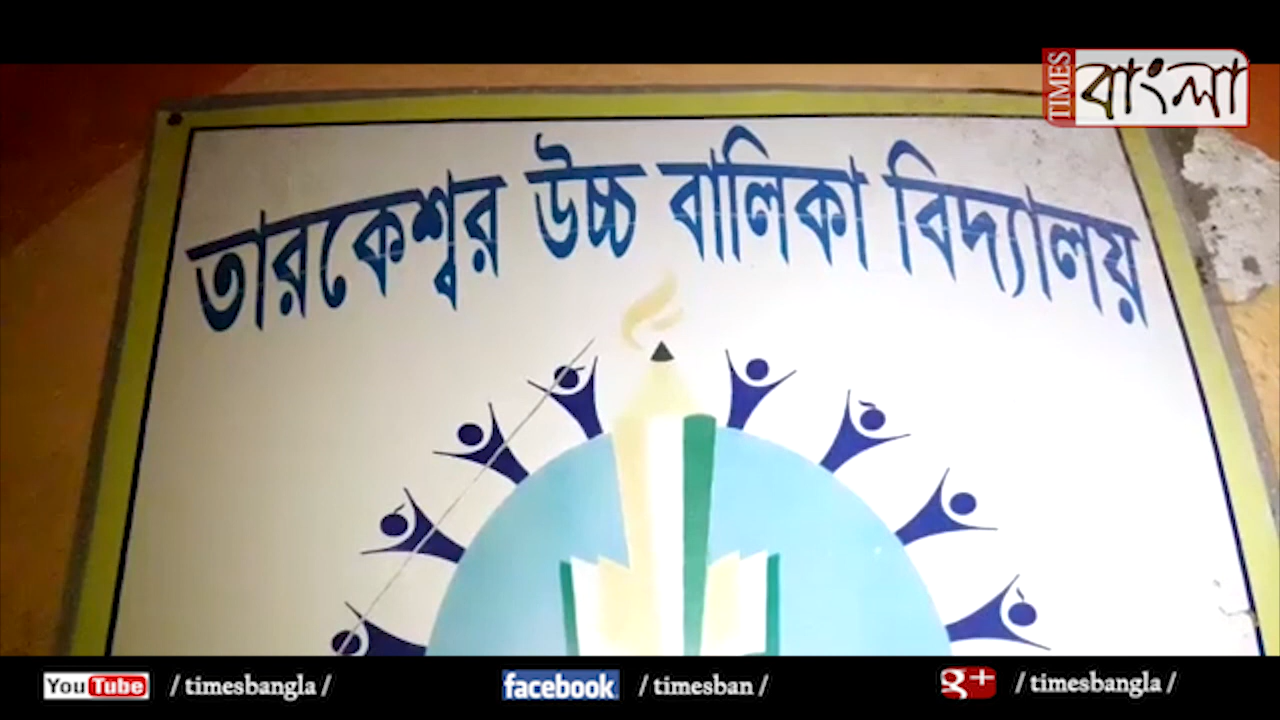 TIMES বাংলা
তারকেশ্বর উচ্চ বালিকা বিদ্যালয়
YouTube / timesbangla / facebook / timesban / g+ / timesbangla /